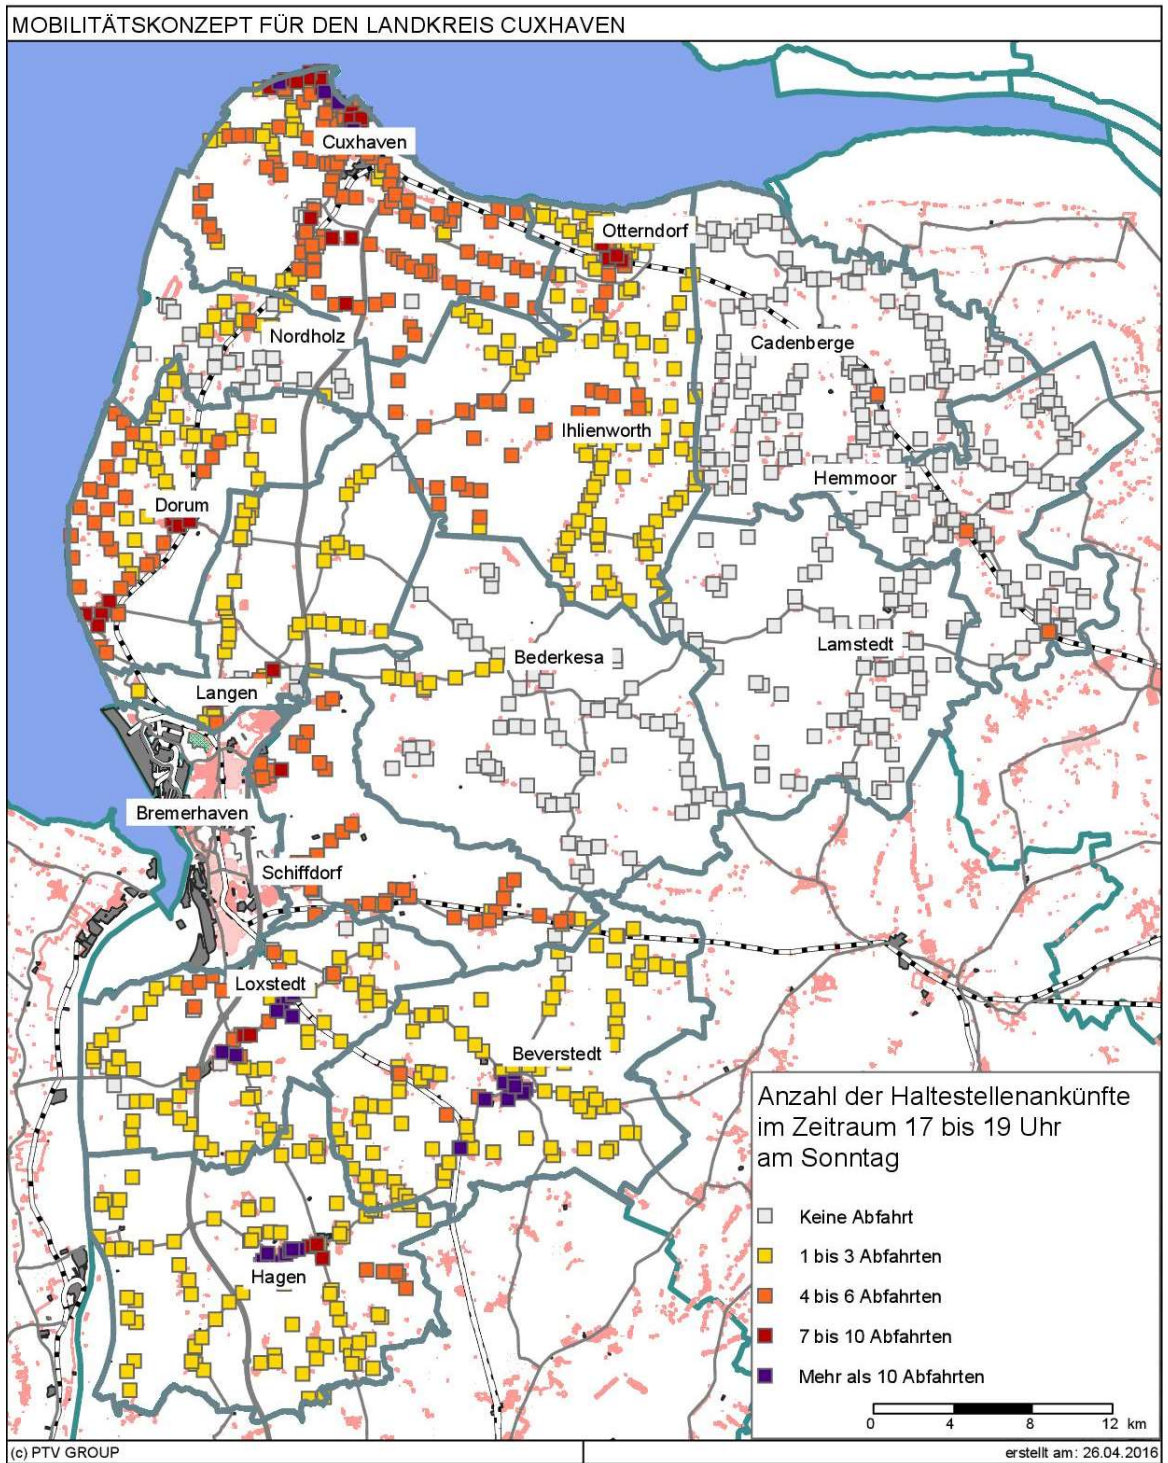 MOBILITÄTSKONZEPT FÜR DEN LANDKREIS CUXHAVEN
Cuxhaven
Otterndorf
Nordholz
Cadenberge
Ihlienworth
Hemmoor
Dorum
Lamstedt
Bederkesa
Langen
Bremerhaven
Schiffdorf
Loxstedt
Beverstedt
Hagen
Anzahl der Haltestellenankünfte
im Zeitraum 17 bis 19 Uhr
am Sonntag
Keine Abfahrt
1 bis 3 Abfahrten
4 bis 6 Abfahrten
7 bis 10 Abfahrten
Mehr als 10 Abfahrten
0 4 8 12 km
(c) PTV GROUP
erstellt am: 26.04.2016